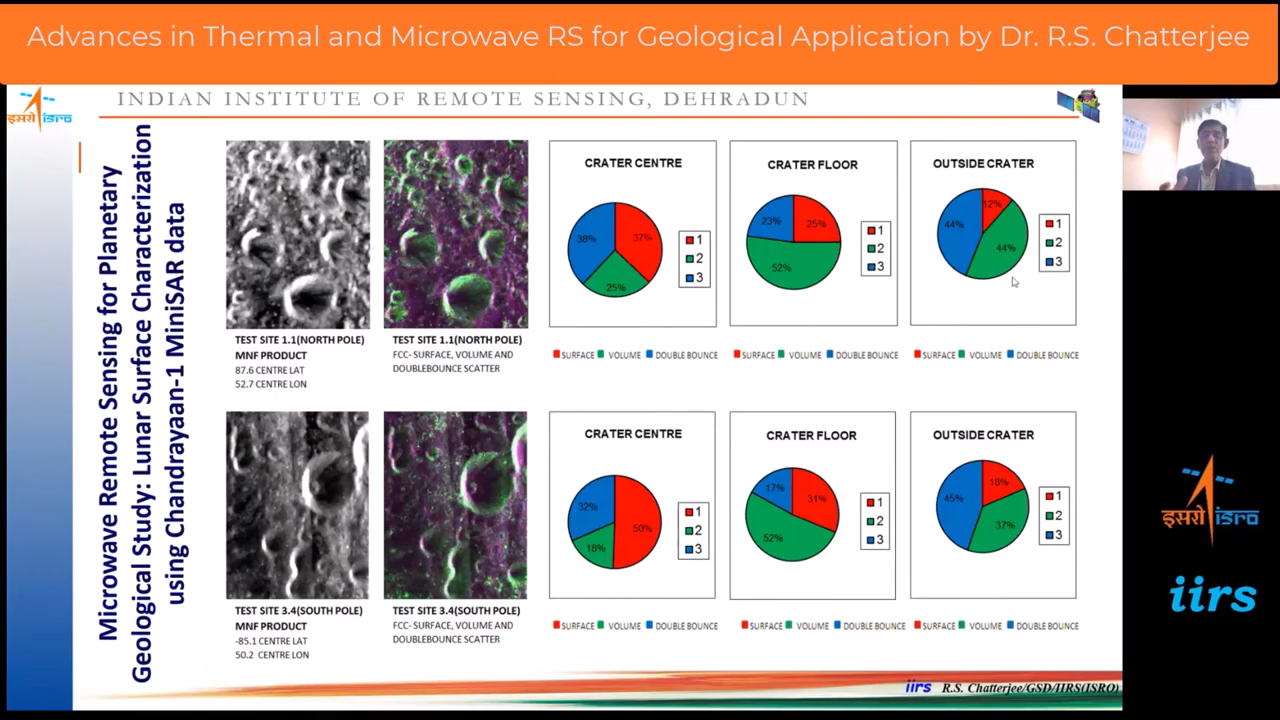 Advances in Thermal and Microwave RS for Geological Application by Dr. R.S. Chatterjee
इसरो isro
INDIAN INSTITUTE OF REMOTE SENSING, DEHRADUN
Microwave Remote Sensing for Planetary
Geological Study: Lunar Surface Characterization
using Chandrayaan-1 MiniSAR data
TEST SITE 1.1(NORTH POLE)
MNF PRODUCT
87.6 CENTRE LAT
52.7 CENTRE LON
TEST SITE 1.1(NORTH POLE)
FCC- SURFACE, VOLUME AND
DOUBLEBOUNCE SCATTER
CRATER CENTRE
38%
37%
25%
1
2
3
SURFACE VOLUME DOUBLE BOUNCE
CRATER FLOOR
23%
25%
52%
1
2
3
SURFACE VOLUME DOUBLE BOUNCE
OUTSIDE CRATER
12%
44%
44%
1
2
3
SURFACE VOLUME DOUBLE BOUNCE
TEST SITE 3.4(SOUTH POLE)
MNF PRODUCT
-85.1 CENTRE LAT
50.2 CENTRE LON
TEST SITE 3.4(SOUTH POLE)
FCC- SURFACE, VOLUME AND
DOUBLEBOUNCE SCATTER
CRATER CENTRE
32%
50%
18%
1
2
3
SURFACE VOLUME DOUBLE BOUNCE
CRATER FLOOR
17%
31%
52%
1
2
3
SURFACE VOLUME DOUBLE BOUNCE
OUTSIDE CRATER
18%
45%
37%
1
2
3
SURFACE VOLUME DOUBLE BOUNCE
iirs R.S. Chatterjee/GSD/IIRS(ISRO)
इसरो isro
iirs